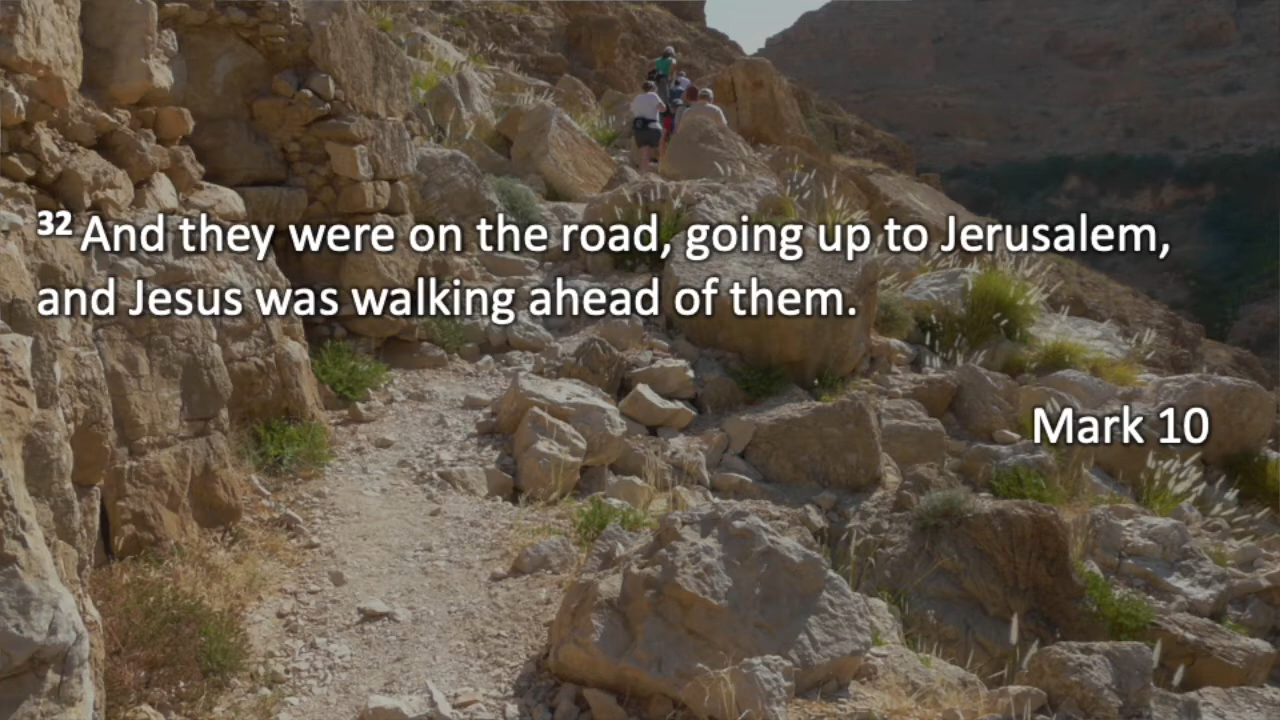 32 And they were on the road, going up to Jerusalem,
and Jesus was walking ahead of them.
Mark 10